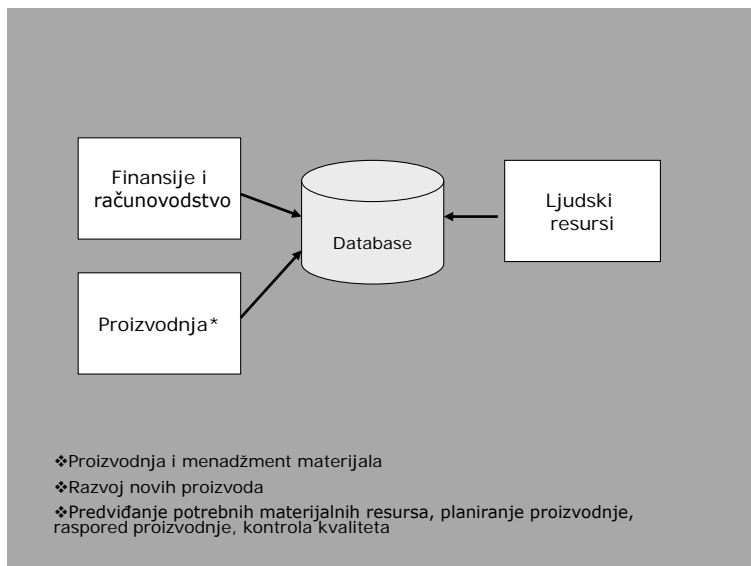 Finansije i
računovodstvo
Database
Ljudski
resursi
Proizvodnja*
❖Proizvodnja i menadžment materijala
❖Razvoj novih proizvoda
❖Predviđanje potrebnih materijalnih resursa, planiranje proizvodnje,
raspored proizvodnje, kontrola kvaliteta